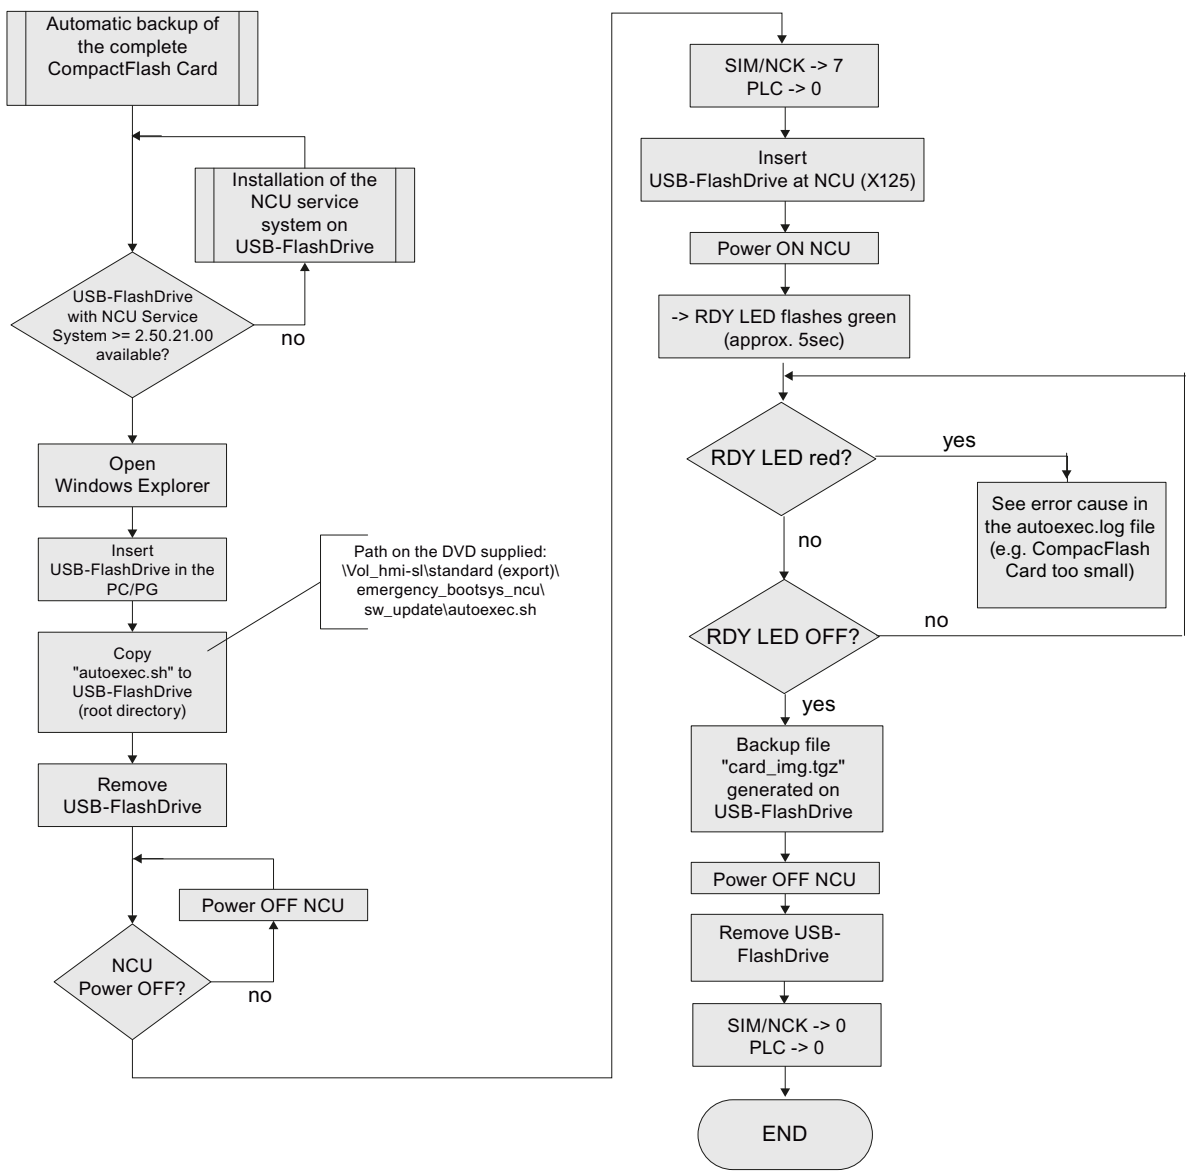 Automatic backup of
the complete
CompactFlash Card
Installation of the
NCU service
system on
USB-FlashDrive
USB-FlashDrive
with NCU Service
System >= 2.50.21.00
available?
no
Open
Windows Explorer
Insert
USB-FlashDrive in the
PC/PG
Path on the DVD supplied:
\Vol_hmi-sl\standard (export)\
emergency_bootsys_ncu\
sw_update\autoexec.sh
Copy
"autoexec.sh" to
USB-FlashDrive
(root directory)
Remove
USB-FlashDrive
Power OFF NCU
NCU
Power OFF?
no
SIM/NCK -> 7
PLC -> 0
Insert
USB-FlashDrive at NCU (X125)
Power ON NCU
-> RDY LED flashes green
(approx. 5sec)
RDY LED red?
yes
See error cause in
the autoexec.log file
(e.g. CompacFlash
Card too small)
no
RDY LED OFF?
no
yes
Backup file
"card_img.tgz"
generated on
USB-FlashDrive
Power OFF NCU
Remove USB-
FlashDrive
SIM/NCK -> 0
PLC -> 0
END